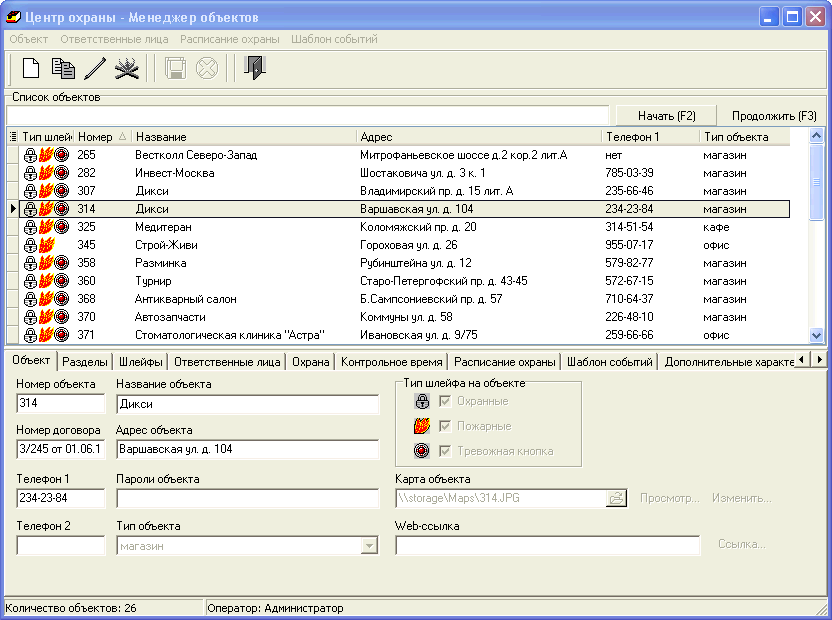 Центр охраны - Менеджер объектов
Объект Ответственные лица Расписание охраны Шаблон событий
Список объектов
Начать (F2) Продолжить (F3)
Тип шлей Номер Название Адрес Телефон 1 Тип объекта
265 Вестколл Северо-Запад Митрофаньевское шоссе д.2 кор.2 лит.А нет магазин
282 Инвест-Москва Шостаковича ул. д. 3 к. 1 785-03-39 магазин
307 Дикси Владимирский пр. д. 15 лит. А 235-66-46 магазин
314 Дикси Варшавская ул. д. 104 234-23-84 магазин
325 Медитеран Коломяжский пр. д. 20 314-51-54 кафе
345 Строй-Живи Гороховая ул. д. 26 955-07-17 офис
358 Разминка Рубинштейна ул. д. 12 579-82-77 магазин
360 Турнир Старо-Петергофский пр. д. 43-45 572-67-15 магазин
368 Антикварный салон Б.Сампсониевский пр. д. 57 710-64-37 магазин
370 Автозапчасти Коммуны ул. д. 58 226-48-10 магазин
371 Стоматологическая клиника "Астра" Ивановская ул. д. 9/75 259-66-66 офис
Объект Разделы Шлейфы Ответственные лица Охрана Контрольное время Расписание охраны Шаблон событий Дополнительные характе
Номер объекта Название объекта Тип шлейфа на объекте
314 Дикси Охранные
Номер договора Адрес объекта Пожарные
3/245 от 01.06.1 Варшавская ул. д. 104 Тревожная кнопка
Телефон 1 Пароли объекта Карта объекта
234-23-84 \\storage\Maps\314.JPG Просмотр... Изменить...
Телефон 2 Тип объекта Web-ссылка
магазин Ссылка...
Количество объектов: 26 Оператор: Администратор